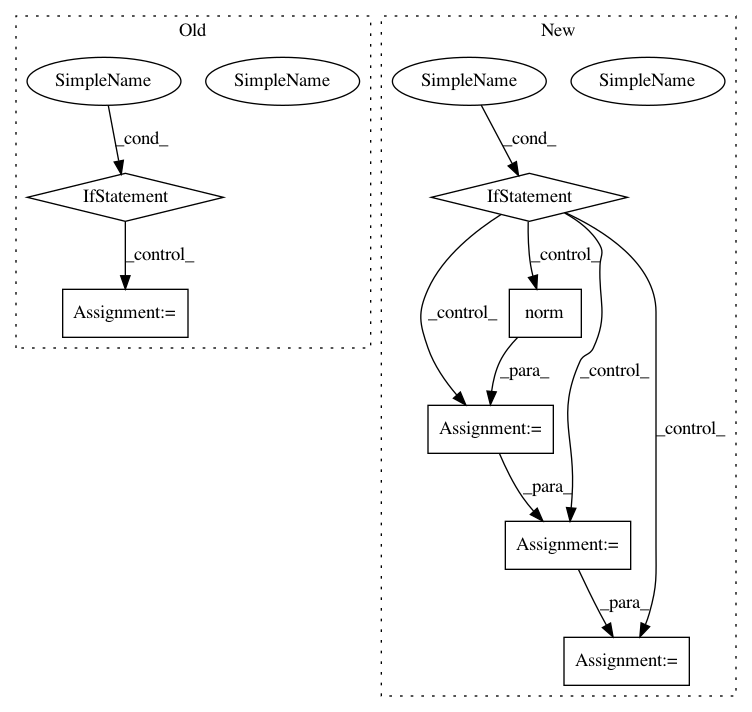 Old
New
SimpleName
SimpleName
SimpleName
SimpleName
_cond_
_cond_
IfStatement
IfStatement
_control_
_control_
Assignment:=
norm
_control_
_para_
_control_
Assignment:=
_control_
_para_
Assignment:=
_para_
Assignment:=